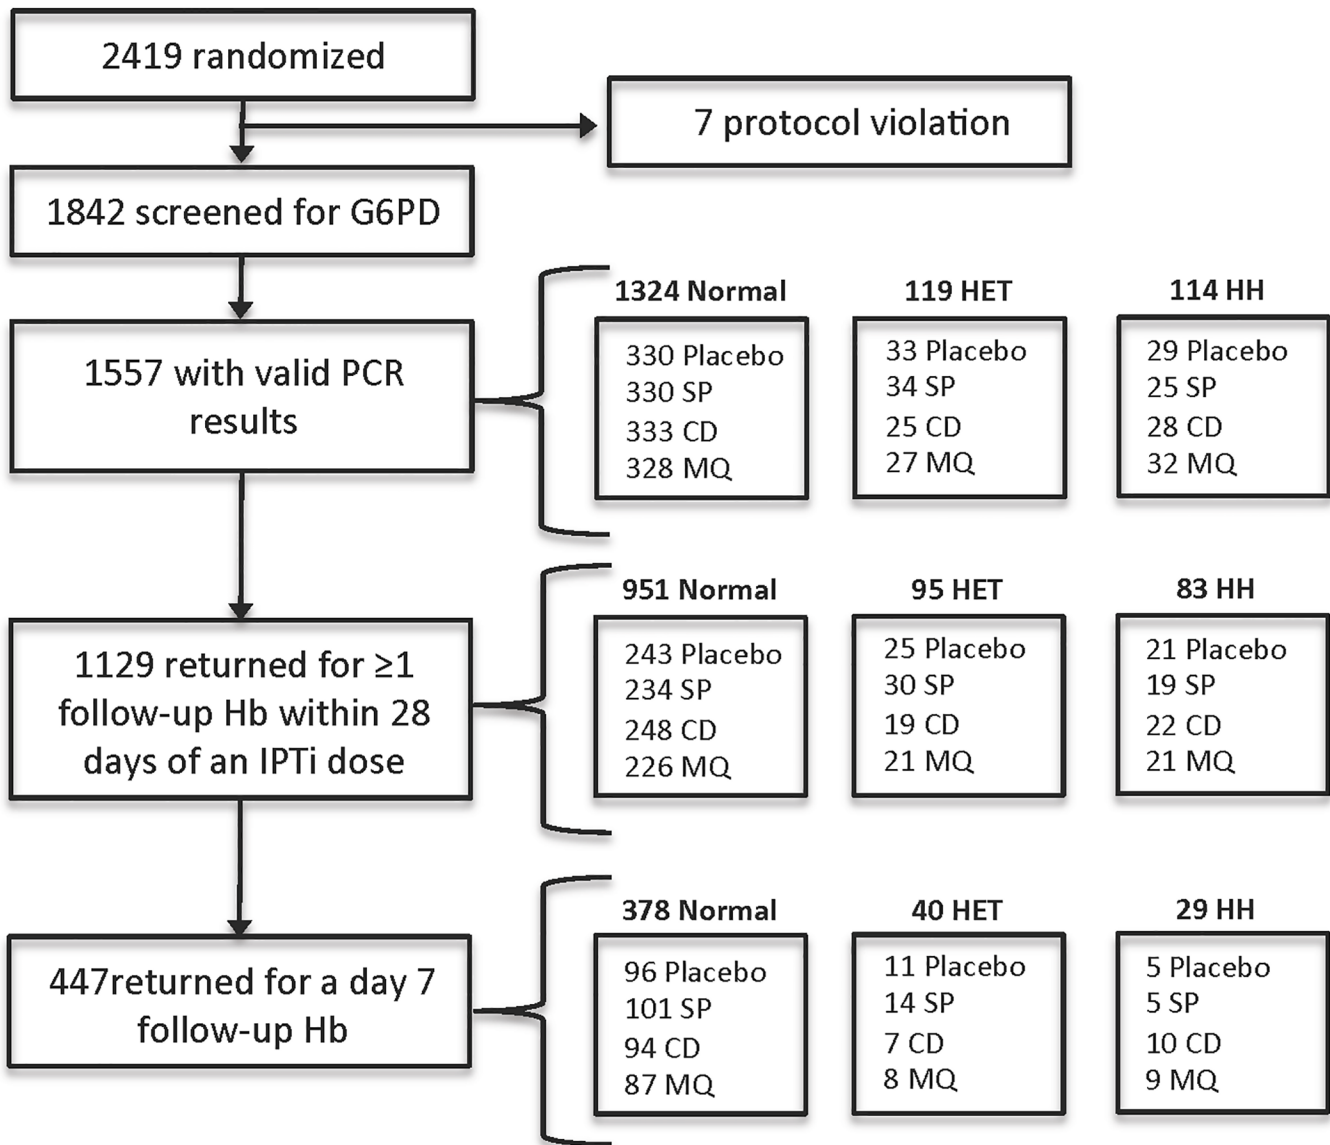 2419 randomized
7 protocol violation
1842 screened for G6PD
1557 with valid PCR
results
1324 Normal
330 Placebo
330 SP
333 CD
328 MQ
119 HET
33 Placebo
34 SP
25 CD
27 MQ
114 HH
29 Placebo
25 SP
28 CD
32 MQ
1129 returned for ≥1
follow-up Hb within 28
days of an IPTi dose
951 Normal
243 Placebo
234 SP
248 CD
226 MQ
95 HET
25 Placebo
30 SP
19 CD
21 MQ
83 HH
21 Placebo
19 SP
22 CD
21 MQ
447returned for a day 7
follow-up Hb
378 Normal
96 Placebo
101 SP
94 CD
87 MQ
40 HET
11 Placebo
14 SP
7 CD
8 MQ
29 HH
5 Placebo
5 SP
10 CD
9 MQ